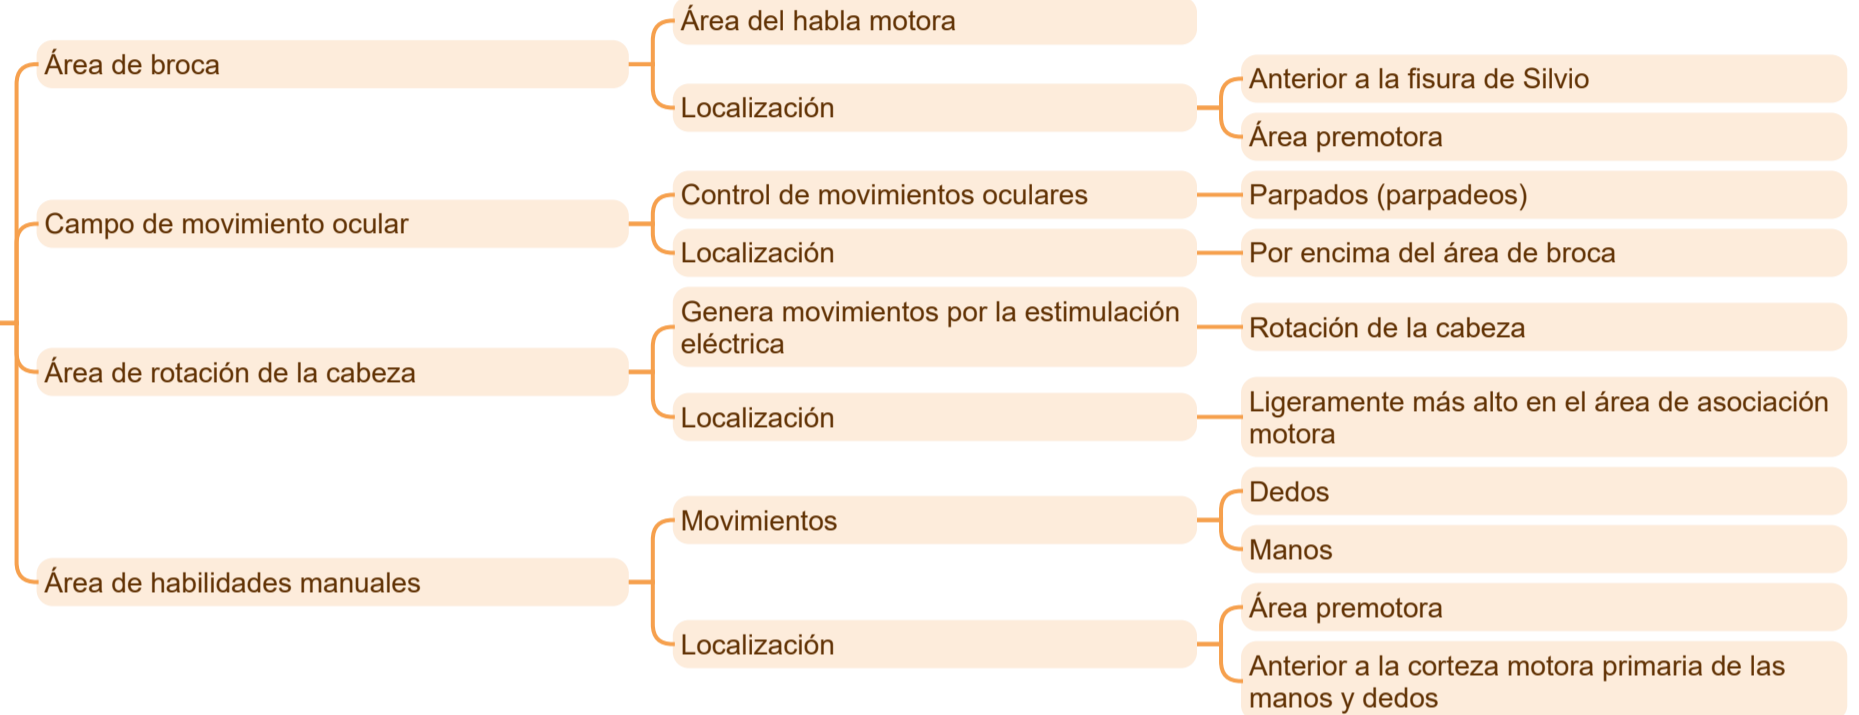 Área de broca
Área del habla motora
Localización
Anterior a la fisura de Silvio
Área premotora
Campo de movimiento ocular
Control de movimientos oculares
Parpados (parpadeos)
Localización
Por encima del área de broca
Área de rotación de la cabeza
Genera movimientos por la estimulación
eléctrica
Rotación de la cabeza
Localización
Ligeramente más alto en el área de asociación
motora
Área de habilidades manuales
Movimientos
Dedos
Manos
Localización
Área premotora
Anterior a la corteza motora primaria de las
manos y dedos